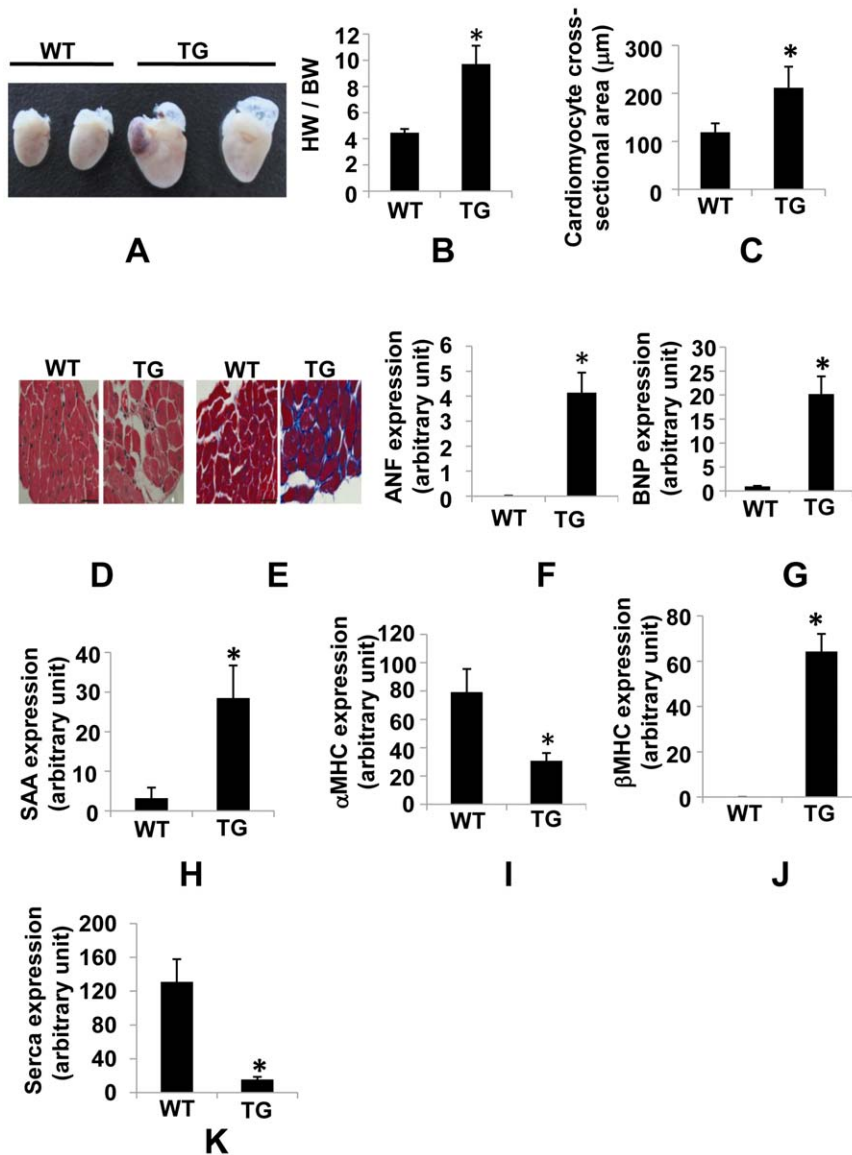 WT TG
A
HW / BW
12
10
8
6
4
2
0
*
WT TG
B
Cardiomyocyte cross-
sectional area (μm)
300
200
100
0
*
WT TG
C
WT TG
D
WT TG
E
ANF expression
(arbitrary unit)
6
5
4
3
2
1
0
*
WT TG
F
BNP expression
(arbitrary unit)
30
25
20
15
10
5
0
*
WT TG
G
SAA expression
(arbitrary unit)
40
30
20
10
0
*
WT TG
H
αMHC expression
(arbitrary unit)
120
100
80
60
40
20
0
*
WT TG
I
βMHC expression
(arbitrary unit)
80
60
40
20
0
*
WT TG
J
Serca expression
(arbitrary unit)
200
160
120
80
40
0
*
WT TG
K